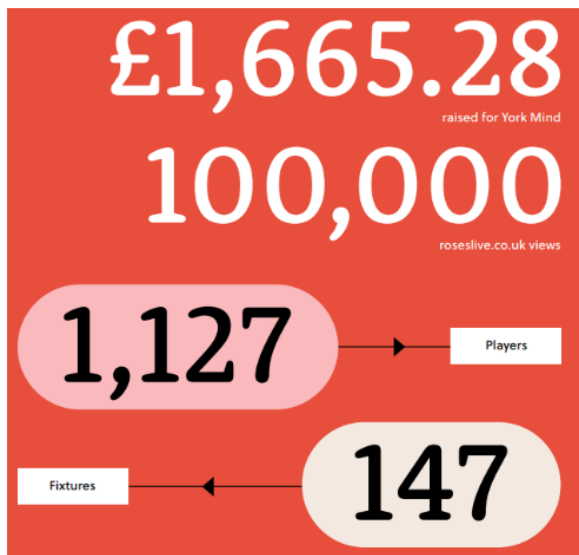 £1,665.28
raised for York Mind
100,000
roseslive.co.uk views
1,127
Players
Fixtures
147